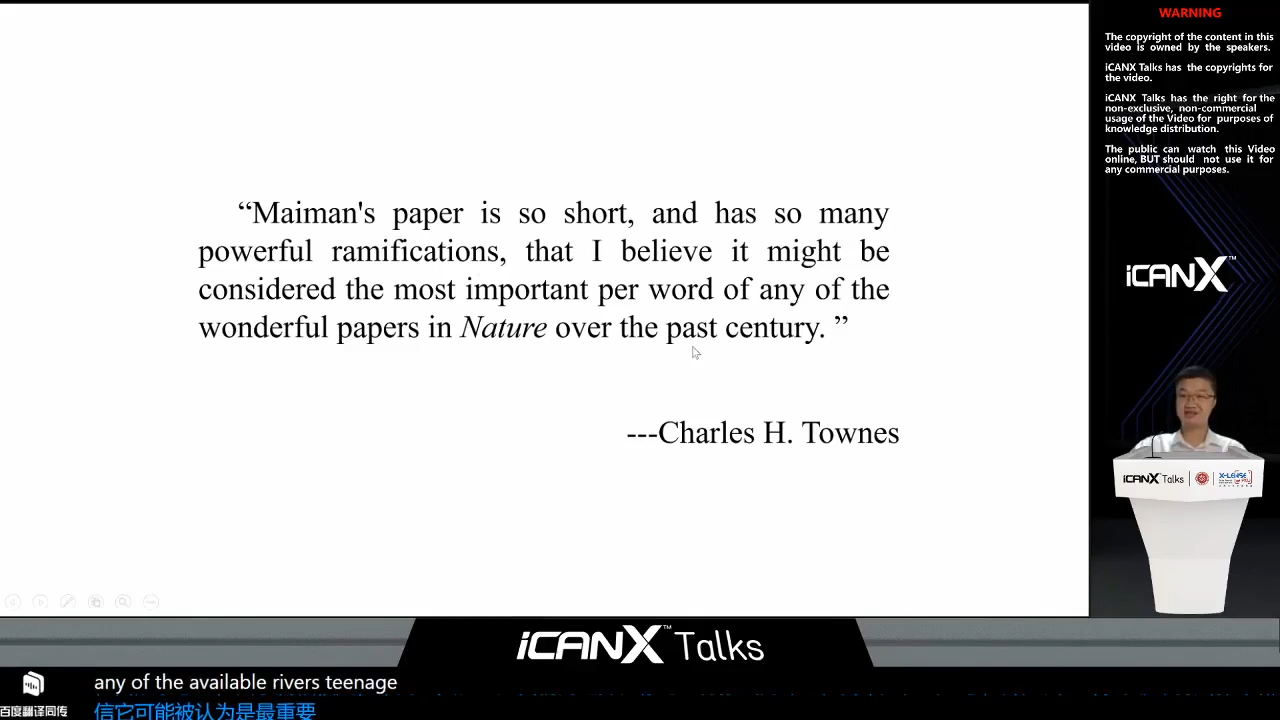 WARNING
The copyright of the content in this
video is owned by the speakers.
iCANX Talks has the copyrights for
the video.
iCANX Talks has the right for the
non-exclusive, non-commercial
usage of the Video for purposes of
knowledge distribution.
The public can watch this Video
online, BUT should not use it for
any commercial purposes.
“Maiman's paper is so short, and has so many
powerful ramifications, that I believe it might be
considered the most important per word of any of the
wonderful papers in Nature over the past century. ”
---Charles H. Townes
iCANX™
iCANX Talks
X-LENSE
iCANX™ Talks
any of the available rivers teenage
百度翻译同传
信它可能被认为是最重要